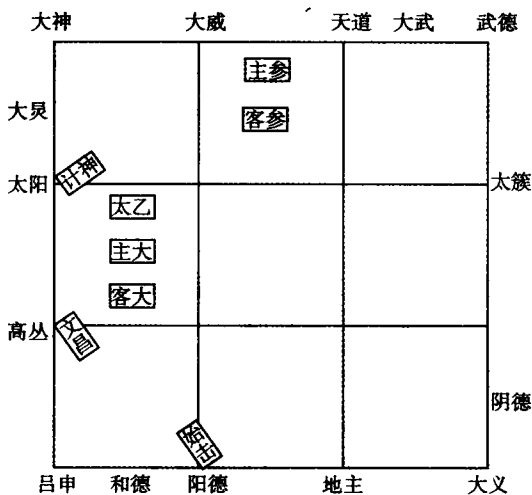 大神 大威 天道 大武 武德
主参
大炅 客参
计神
太阳 太簇
太乙
主大
客大
高丛
文昌
阴德
始击
吕申 和德 阳德 地主 大义